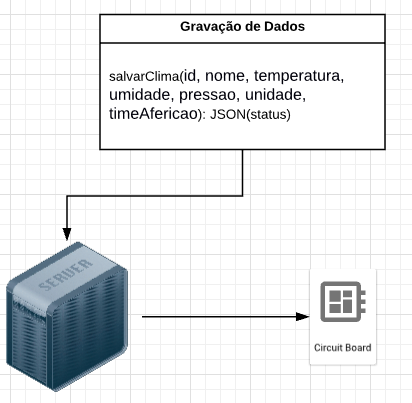 Gravação de Dados
salvarClima(id, nome, temperatura,
umidade, pressao, unidade,
timeAfericao): JSON(status)
SERVER
Circuit Board